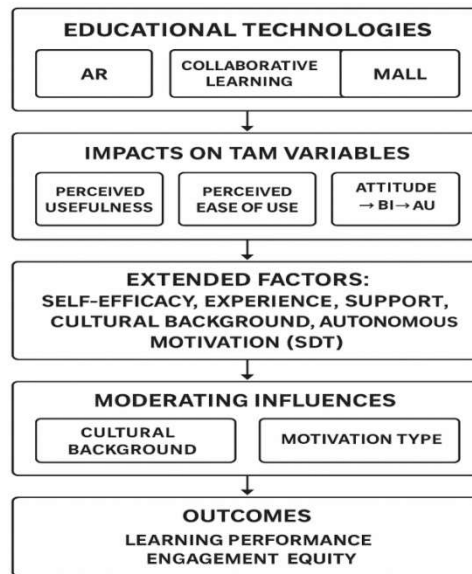 EDUCATIONAL TECHNOLOGIES
AR
COLLABORATIVE
LEARNING
MALL
IMPACTS ON TAM VARIABLES
PERCEIVED
USEFULNESS
PERCEIVED
EASE OF USE
ATTITUDE
→ BI → AU
EXTENDED FACTORS:
SELF-EFFICACY, EXPERIENCE, SUPPORT,
CULTURAL BACKGROUND, AUTONOMOUS
MOTIVATION (SDT)
MODERATING INFLUENCES
CULTURAL
BACKGROUND
MOTIVATION TYPE
OUTCOMES
LEARNING PERFORMANCE
ENGAGEMENT EQUITY